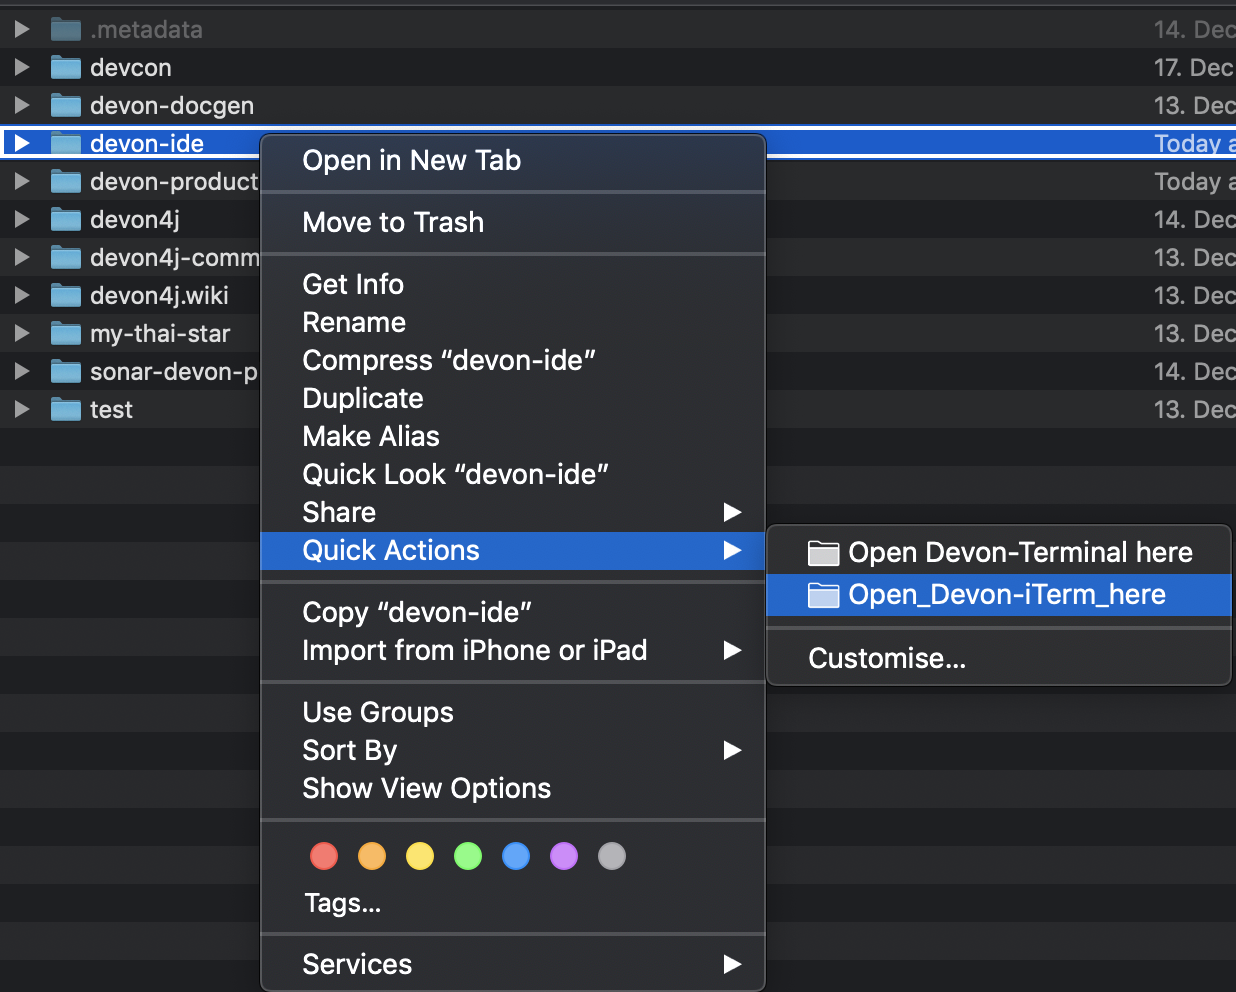 .metadata 14. Dec
devcon 17. Dec
devon-docgen 13. Dec
devon-ide Today a
devon-product Today a
devon4j 14. Dec
devon4j-comm 13. Dec
devon4j.wiki 13. Dec
my-thai-star 13. Dec
sonar-devon-p 14. Dec
test 13. Dec
Open in New Tab
Move to Trash
Get Info
Rename
Compress “devon-ide”
Duplicate
Make Alias
Quick Look “devon-ide”
Share
Quick Actions
Open Devon-Terminal here
Open_Devon-iTerm_here
Customise...
Copy “devon-ide”
Import from iPhone or iPad
Use Groups
Sort By
Show View Options
Tags...
Services